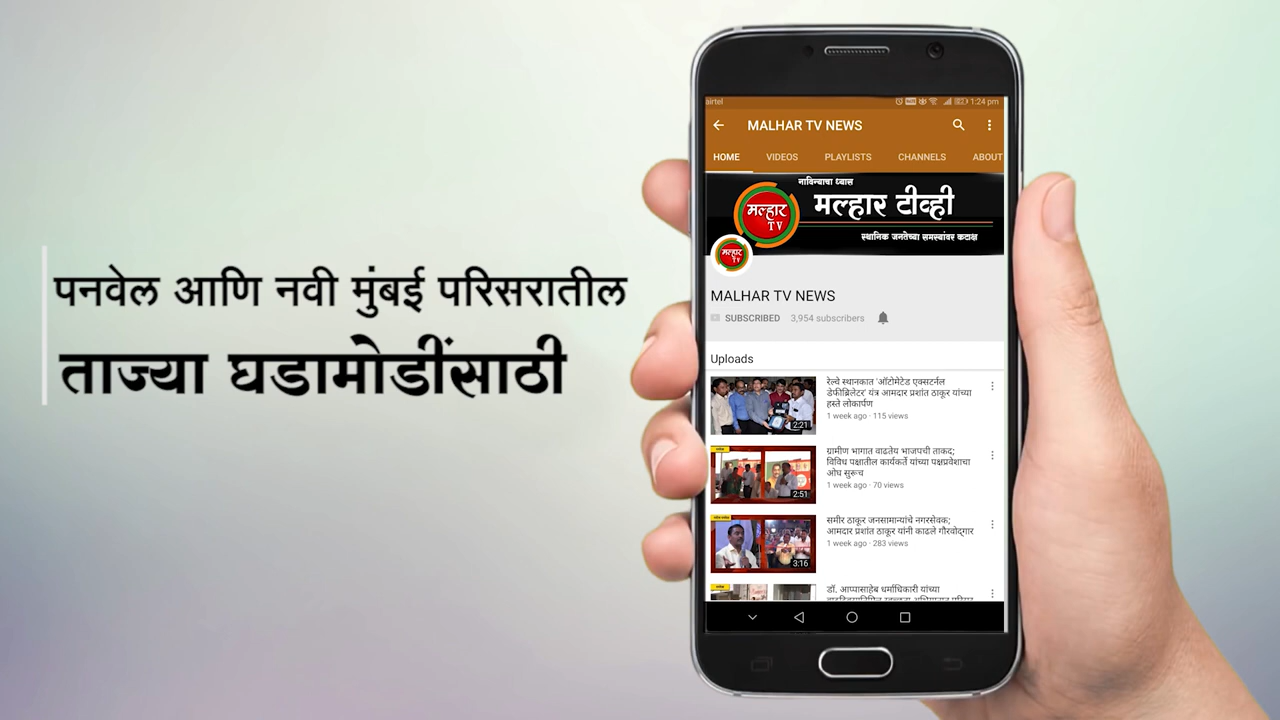 पनवेल आणि नवी मुंबई परिसरातील
ताज्या घडामोडींसाठी
airtel
1:24 pm
MALHAR TV NEWS
HOME VIDEOS PLAYLISTS CHANNELS ABOUT
नाविन्याचा ध्यास
मल्हार टीव्ही
मल्हार
TV
स्थानिक जनतेच्या समस्यांवर कटाक्ष
मल्हार
TV
MALHAR TV NEWS
SUBSCRIBED 3,954 subscribers
Uploads
रेल्वे स्थानकात 'ऑटोमेटेड एक्सटर्नल
डेफीब्रिलेटर' यंत्र आमदार प्रशांत ठाकूर यांच्या
हस्ते लोकार्पण
1 week ago · 115 views
2:21
ग्रामीण भागात वाढतेय भाजपची ताकद;
विविध पक्षातील कार्यकर्ते यांच्या पक्षप्रवेशाचा
ओघ सुरूच
1 week ago · 70 views
2:51
समीर ठाकूर जनसामान्यांचे नगरसेवक;
आमदार प्रशांत ठाकूर यांनी काढले गौरवोद्गार
1 week ago · 283 views
3:16
डॉ. आप्पासाहेब धर्माधिकारी यांच्या